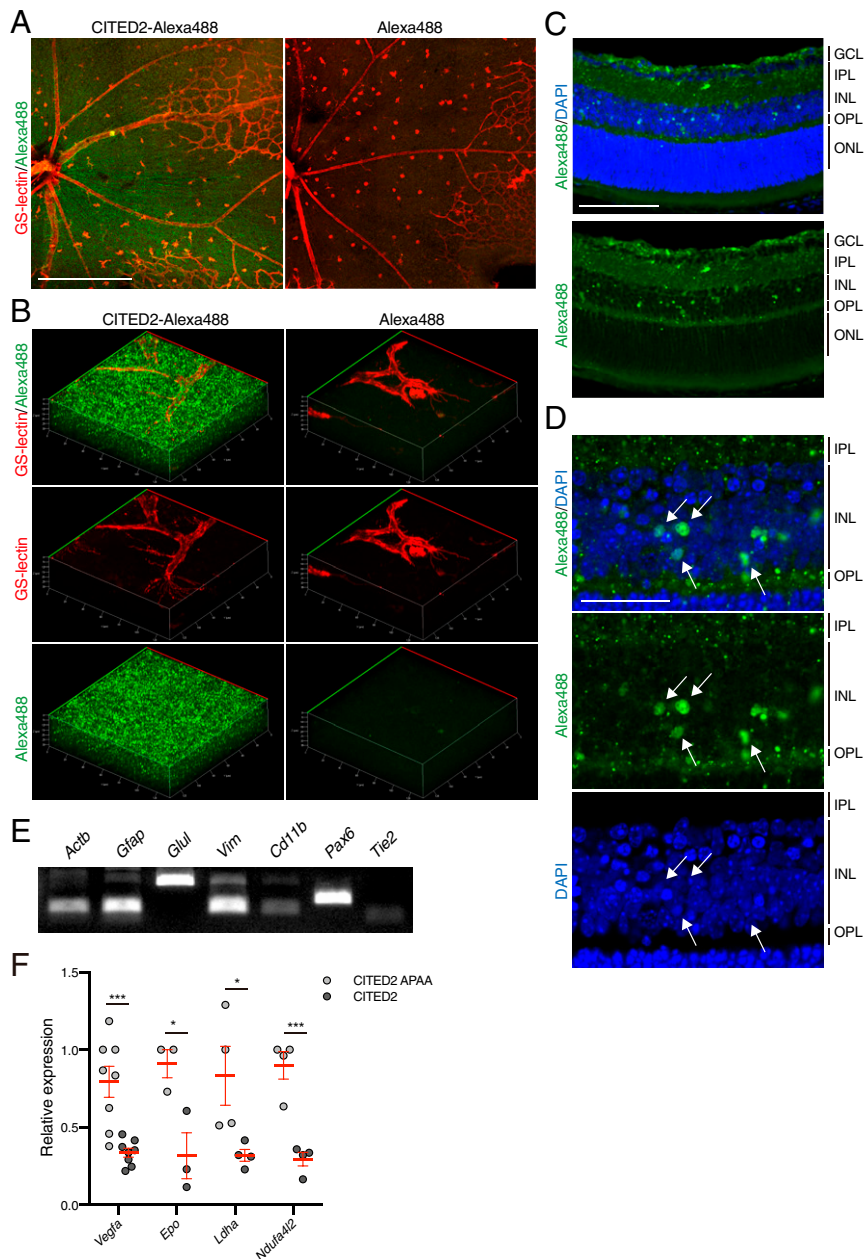 A
CITED2-Alexa488
Alexa488
GS-lectin/Alexa488
B
CITED2-Alexa488
Alexa488
GS-lectin/Alexa488
GS-lectin
Alexa488
C
Alexa488/DAPI
GCL
IPL
INL
OPL
ONL
Alexa488
GCL
IPL
INL
OPL
ONL
D
Alexa488/DAPI
IPL
INL
OPL
Alexa488
IPL
INL
OPL
DAPI
IPL
INL
OPL
E
Actb Gfap Glul Vim Cd11b Pax6 Tie2
F
Relative expression
1.5
1.0
0.5
0.0
*** * * ***
CITED2 APAA
CITED2
Vegfa Epo Ldha Ndufa4l2